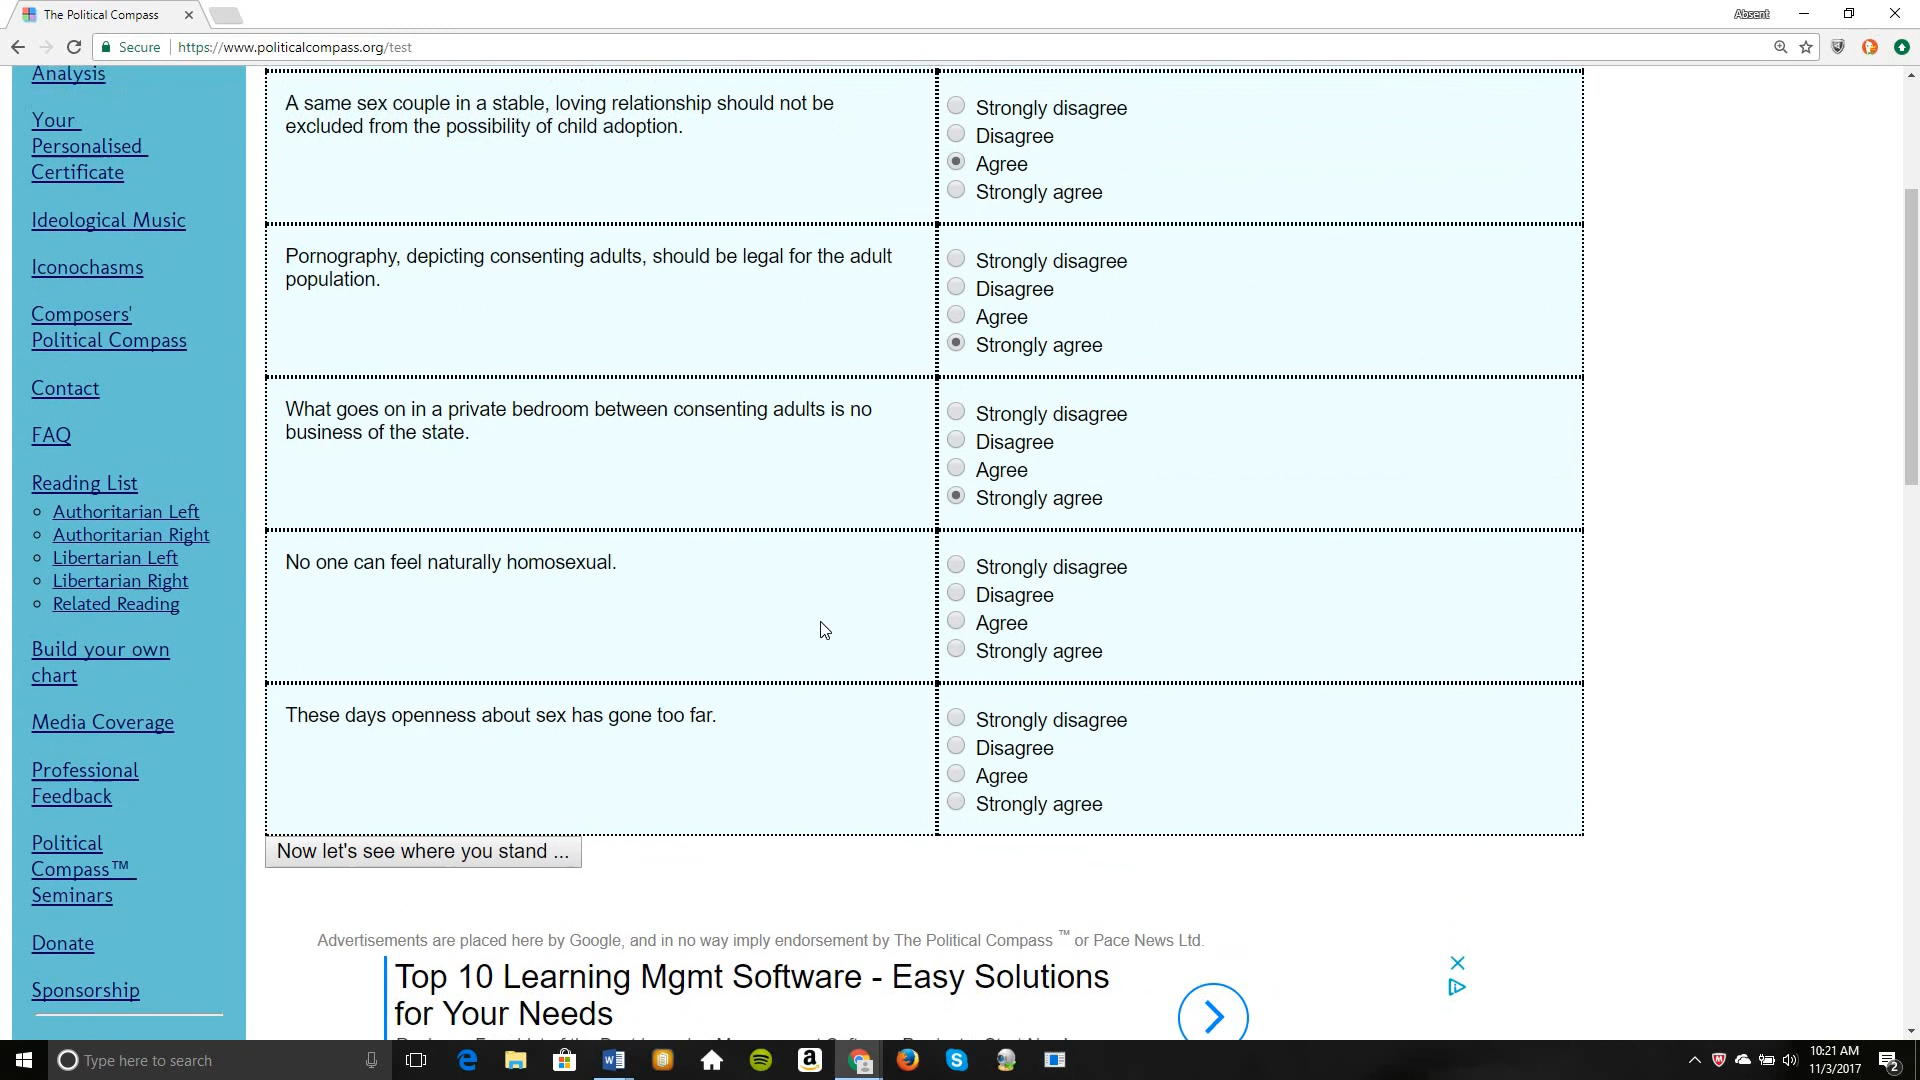 The Political Compass
Absent
Secure
https://www.politicalcompass.org/test
Analysis
Your
Personalised
Certificate
Ideological Music
Iconochasms
Composers'
Political Compass
Contact
FAQ
Reading List
Authoritarian Left
Authoritarian Right
Libertarian Left
Libertarian Right
Related Reading
Build your own
chart
Media Coverage
Professional
Feedback
Political
Compass™
Seminars
Donate
Sponsorship
A same sex couple in a stable, loving relationship should not be
excluded from the possibility of child adoption.
Strongly disagree
Disagree
Agree
Strongly agree
Pornography, depicting consenting adults, should be legal for the adult
population.
Strongly disagree
Disagree
Agree
Strongly agree
What goes on in a private bedroom between consenting adults is no
business of the state.
Strongly disagree
Disagree
Agree
Strongly agree
No one can feel naturally homosexual.
Strongly disagree
Disagree
Agree
Strongly agree
These days openness about sex has gone too far.
Strongly disagree
Disagree
Agree
Strongly agree
Now let's see where you stand ...
Advertisements are placed here by Google, and in no way imply endorsement by The Political Compass ™ or Pace News Ltd.
Top 10 Learning Mgmt Software - Easy Solutions
for Your Needs
Type here to search
10:21 AM
11/3/2017
2